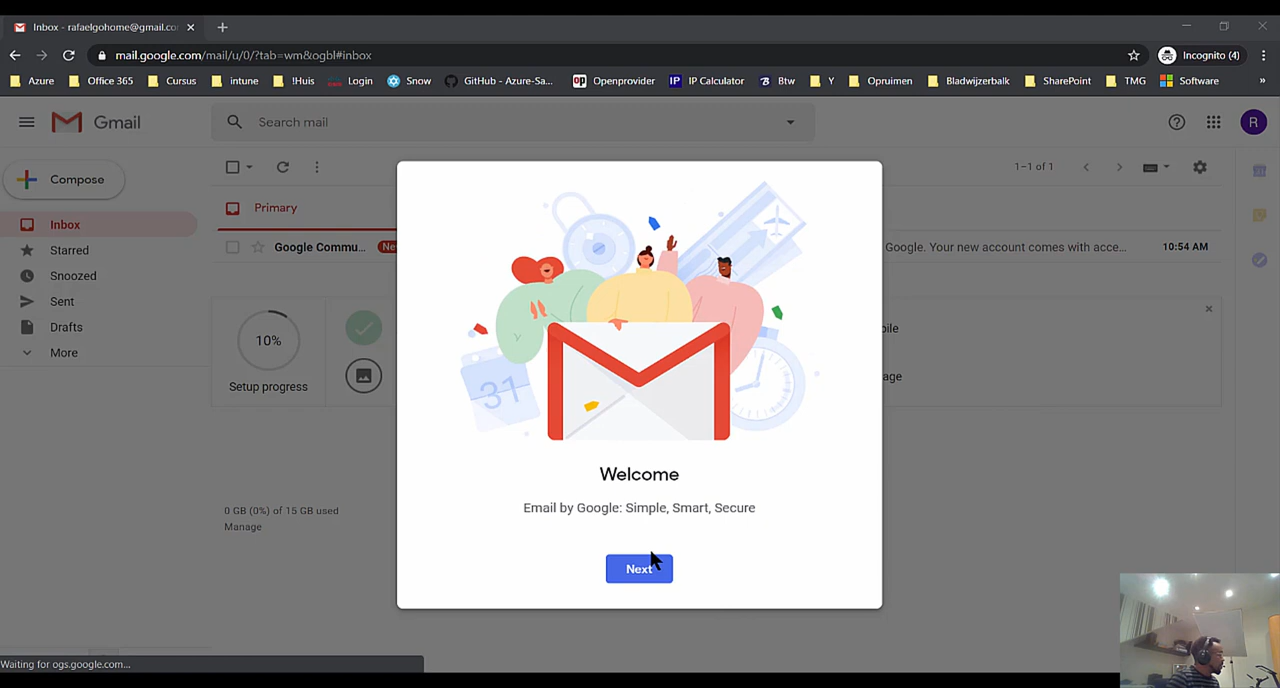 Inbox - rafaelgohome@gmail.co
mail.google.com/mail/u/0/?tab=wm&ogbl#inbox
Incognito (4)
Azure
Office 365
Cursus
intune
!Huis
Login
Snow
GitHub - Azure-Sa...
Openprovider
IP Calculator
Btw
Y
Opruimen
Bladwijzerbalk
SharePoint
TMG
Software
»
Gmail
Search mail
R
Compose
1–1 of 1
Inbox
Primary
Starred
Google Commu...
Ne
Google. Your new account comes with acce...
10:54 AM
Snoozed
Sent
Drafts
More
10%
Setup progress
bile
age
31
Welcome
Email by Google: Simple, Smart, Secure
Next
0 GB (0%) of 15 GB used
Manage
Waiting for ogs.google.com...